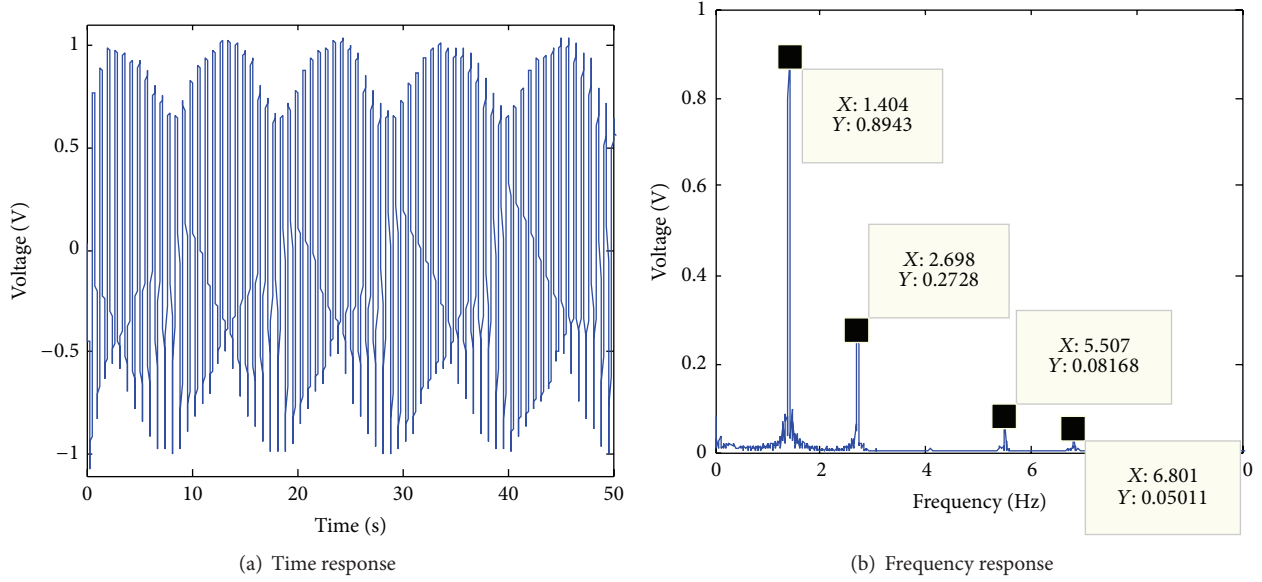 1
0.5
0
−0.5
−1
Voltage (V)
0
10
20
30
40
50
Time (s)
(a) Time response
1
0.8
0.6
0.4
0.2
0
Voltage (V)
X: 1.404
Y: 0.8943
X: 2.698
Y: 0.2728
X: 5.507
Y: 0.08168
X: 6.801
Y: 0.05011
0
2
4
6
0
Frequency (Hz)
(b) Frequency response